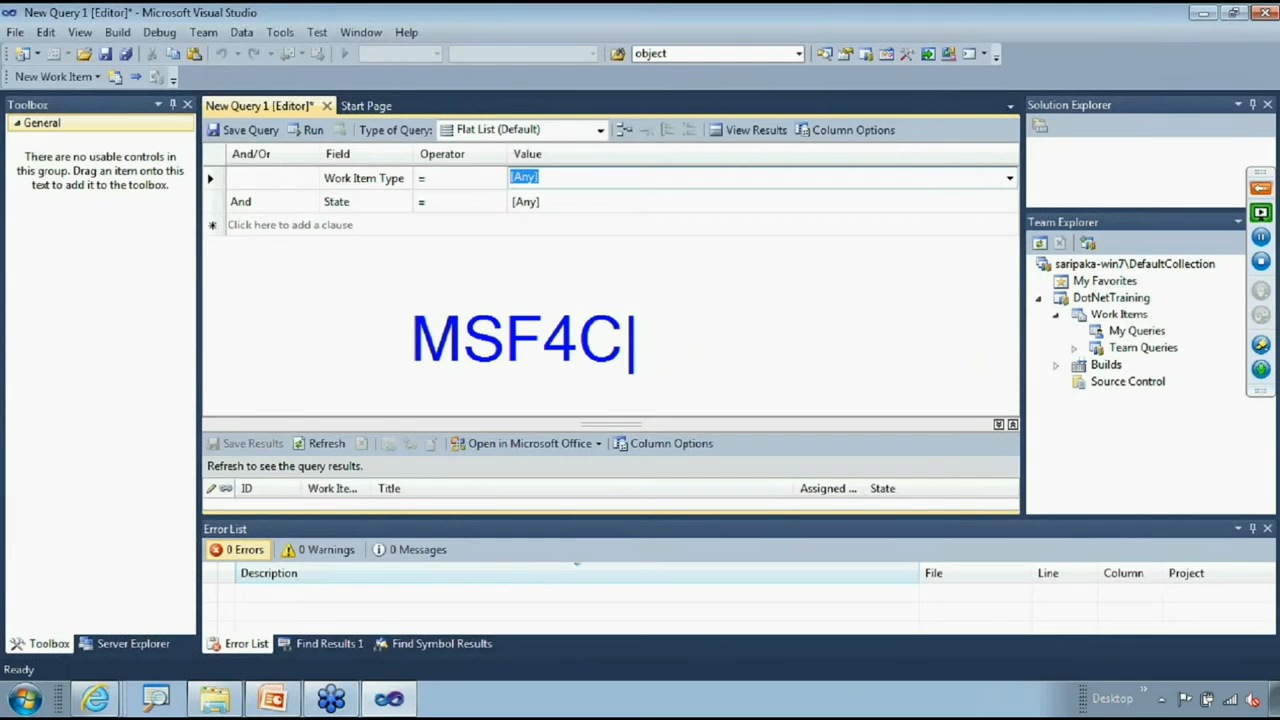 New Query 1 [Editor]* - Microsoft Visual Studio
File Edit View Build Debug Team Data Tools Test Window Help
object
New Work Item
Toolbox
General
There are no usable controls in
this group. Drag an item onto this
text to add it to the toolbox.
New Query 1 [Editor]* Start Page
Save Query Run Type of Query: Flat List (Default) View Results Column Options
And/Or Field Operator Value
Work Item Type = [Any]
And State = [Any]
Click here to add a clause
MSF4C
Save Results Refresh Open in Microsoft Office Column Options
Refresh to see the query results.
ID Work Ite... Title Assigned ... State
Solution Explorer
Team Explorer
saripaka-win7\DefaultCollection
My Favorites
DotNetTraining
Work Items
My Queries
Team Queries
Builds
Source Control
Error List
0 Errors 0 Warnings 0 Messages
Description File Line Column Project
Toolbox Server Explorer Error List Find Results 1 Find Symbol Results
Ready
Desktop